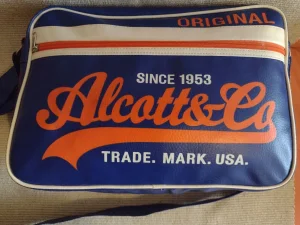 ORIGINAL
SINCE 1953
Alcott&Co
TRADE. MARK. USA.